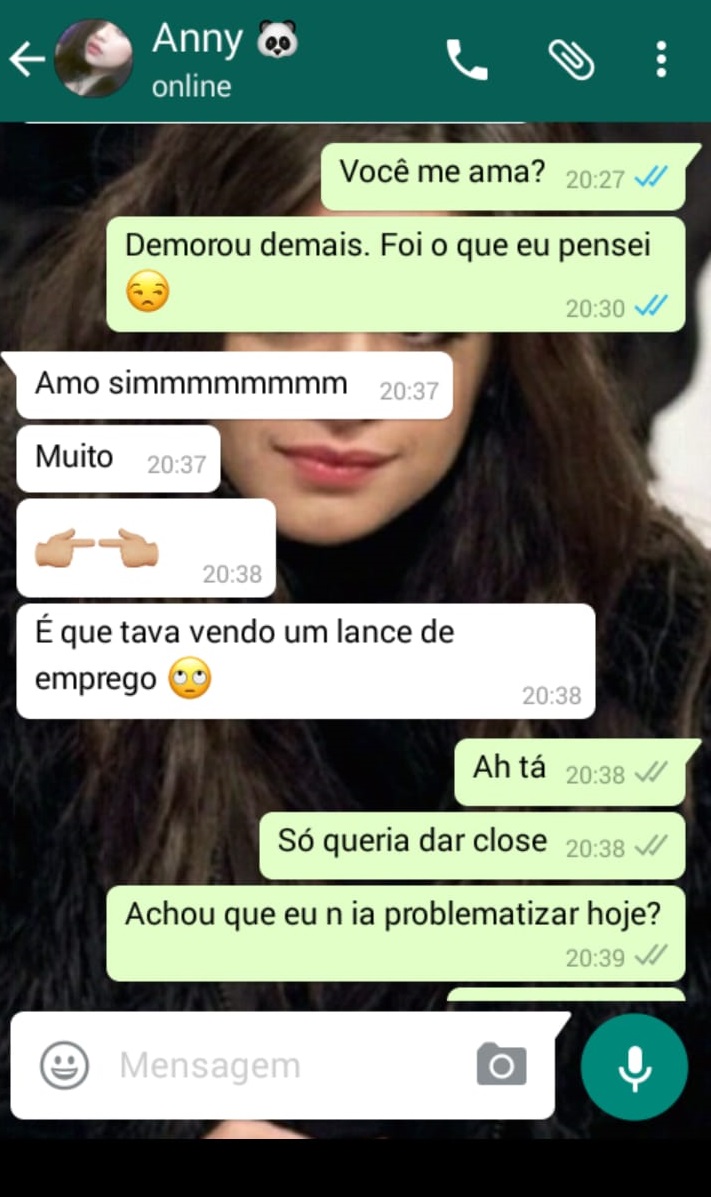 Anny 🐼
online
Você me ama? 20:27
Demorou demais. Foi o que eu pensei
😒
20:30
Amo simmmmmmmm 20:37
Muito 20:37
👉🏼👈🏼
20:38
É que tava vendo um lance de
emprego 🙄
20:38
Ah tá 20:38
Só queria dar close 20:38
Achou que eu n ia problematizar hoje?
20:39
Mensagem